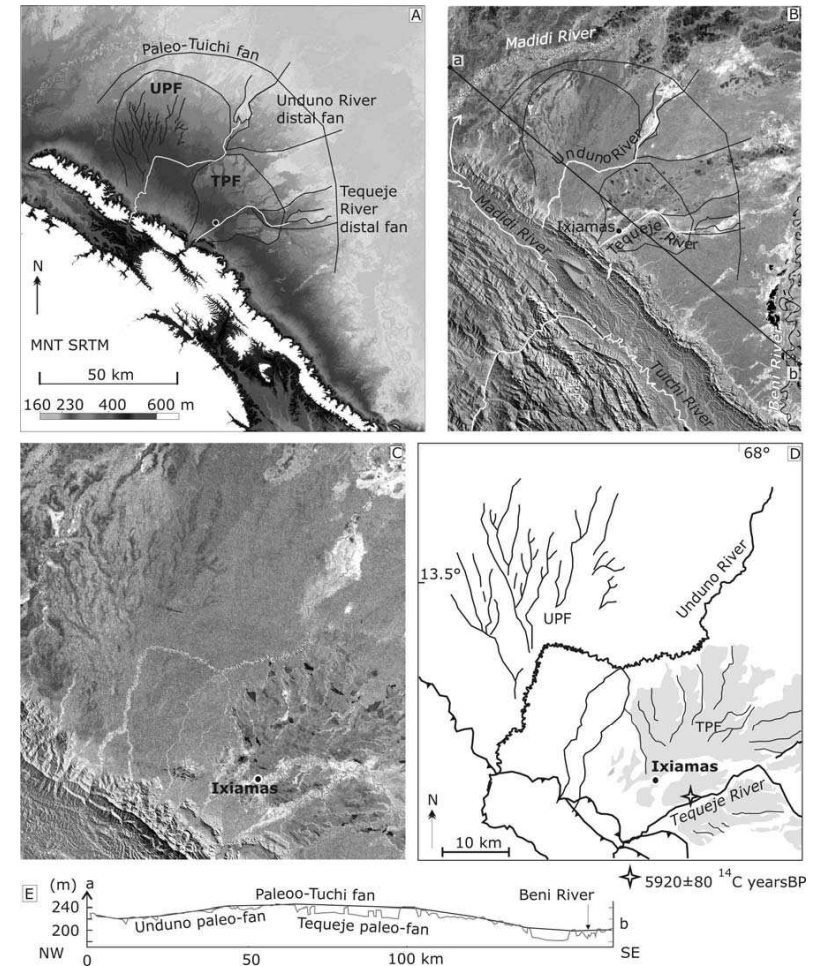 A
Paleo-Tuichi fan
UPF
Unduno River
distal fan
TPF
Tequeje
River
distal fan
N
MNT SRTM
50 km
160 230 400 600 m
B
Madidi River
a
Unduno River
Ixiamas
Tequeje River
Madidi River
Tuichi River
Beni River
b
C
Ixiamas
68°
D
13.5°
Unduno River
UPF
TPF
Ixiamas
Tequeje River
N
10 km
5920±80 14C yearsBP
E
(m)
a
Paleoo-Tuchi fan
Beni River
240
Unduno paleo-fan
Tequeje paleo-fan
200
b
NW
SE
0
50
100 km